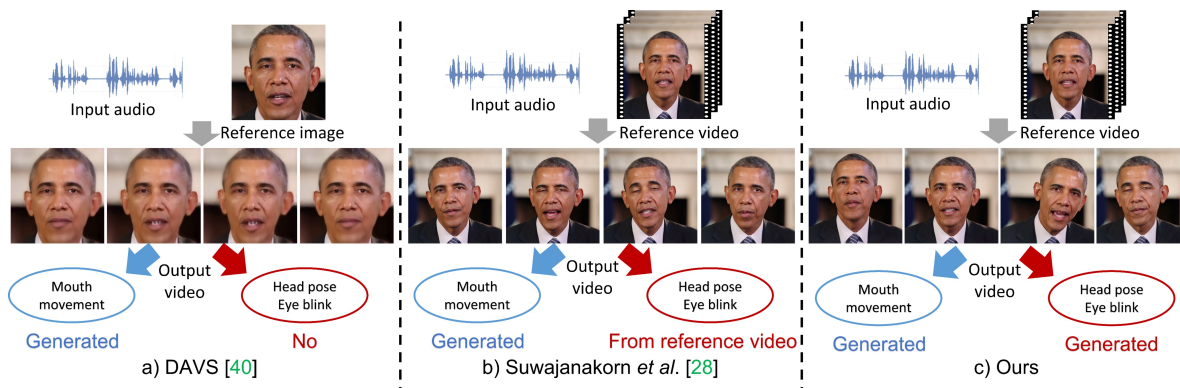 Input audio
Reference image
Output
video
Mouth
movement
Head pose
Eye blink
Generated
No
a) DAVS [40]
Input audio
Reference video
Output
video
Mouth
movement
Head pose
Eye blink
Generated
From reference video
b) Suwajanakorn et al. [28]
Input audio
Reference video
Output
video
Mouth
movement
Head pose
Eye blink
Generated
Generated
c) Ours